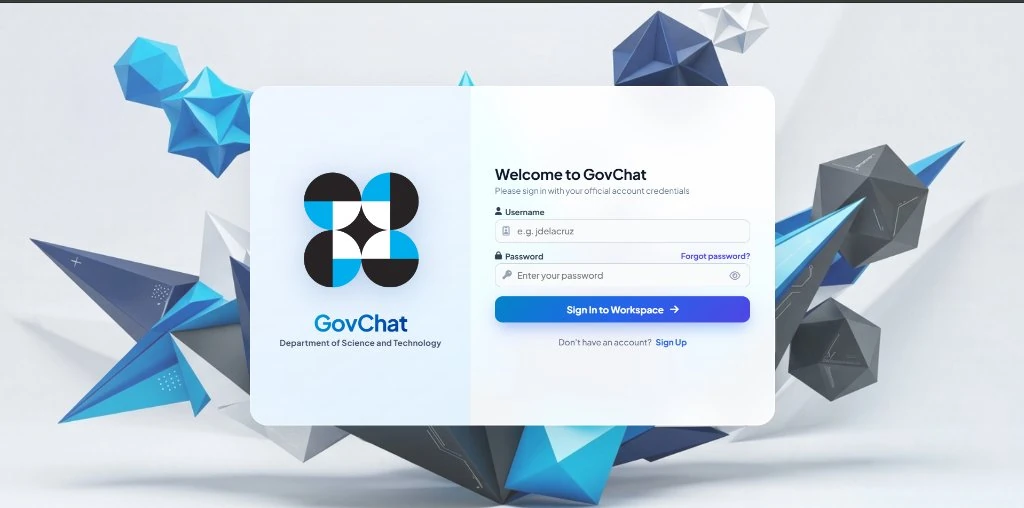 GovChat
Department of Science and Technology
Welcome to GovChat
Please sign in with your official account credentials
Username
e.g. jdelacruz
Password
Forgot password?
Enter your password
Sign In to Workspace
Don't have an account? Sign Up